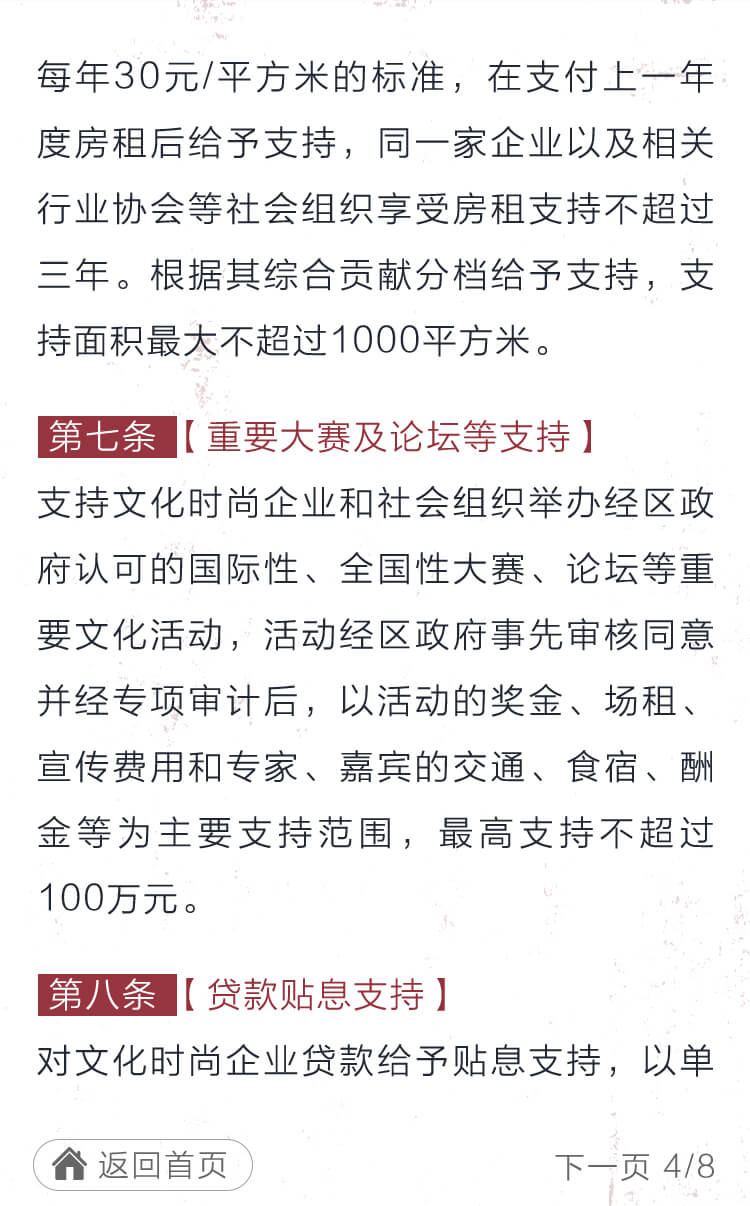 每年30元/平方米的标准，在支付上一年
度房租后给予支持，同一家企业以及相关
行业协会等社会组织享受房租支持不超过
三年。根据其综合贡献分档给予支持，支
持面积最大不超过1000平方米。
第七条【重要大赛及论坛等支持】
支持文化时尚企业和社会组织举办经区政
府认可的国际性、全国性大赛、论坛等重
要文化活动，活动经区政府事先审核同意
并经专项审计后，以活动的奖金、场租、
宣传费用和专家、嘉宾的交通、食宿、酬
金等为主要支持范围，最高支持不超过
100万元。
第八条【贷款贴息支持】
对文化时尚企业贷款给予贴息支持，以单
返回首页 下一页 4/8